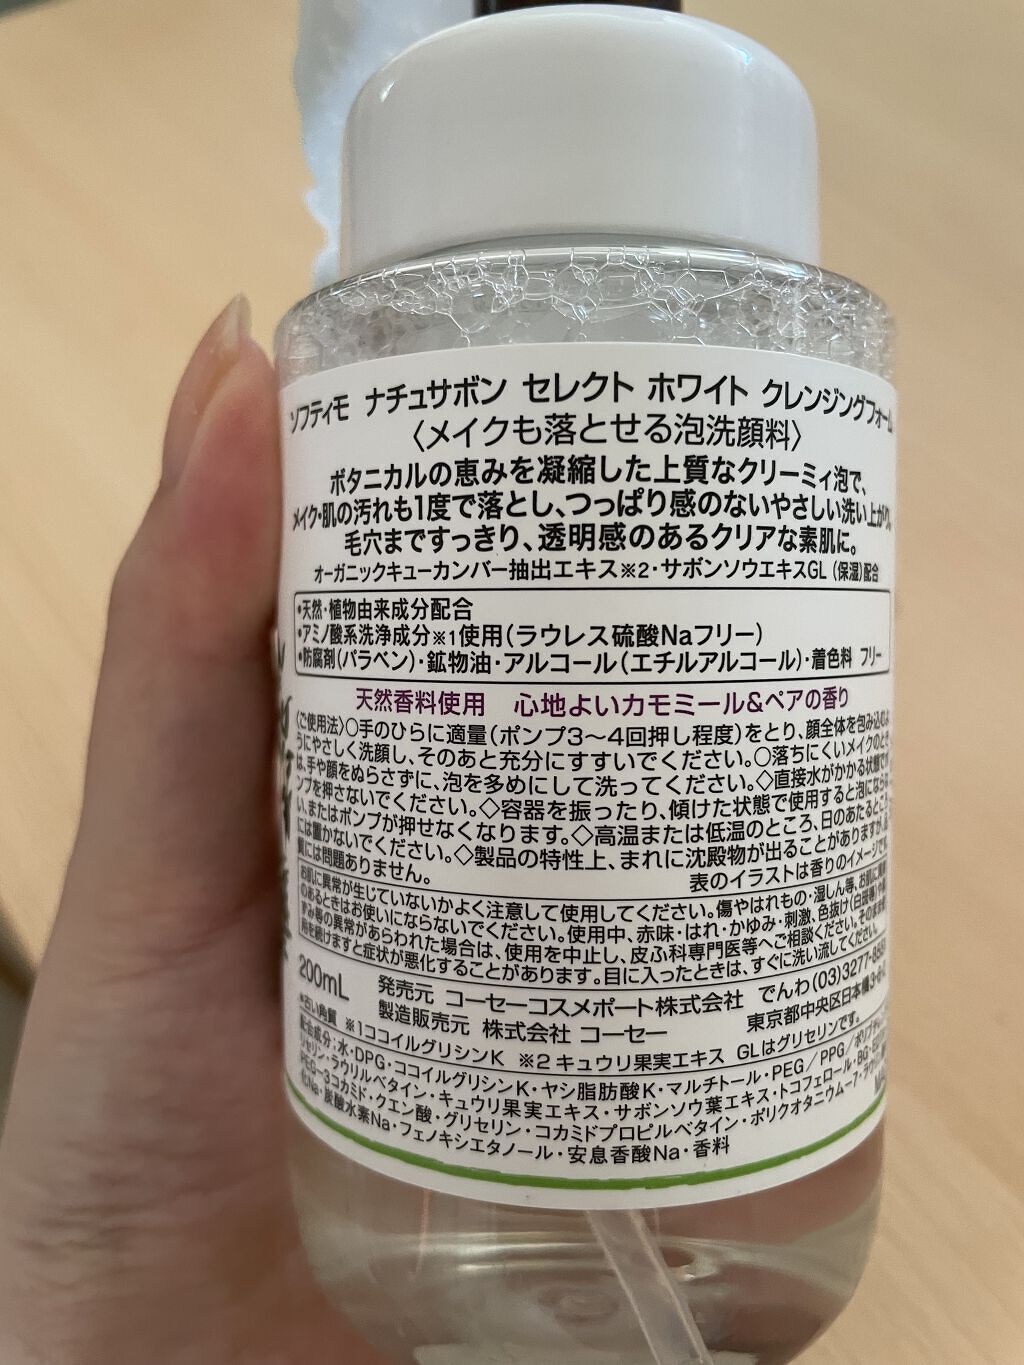 ソフティモ ナチュサボン セレクト ホワイト クレンジングフォーム
〈メイクも落とせる泡洗顔料〉
ボタニカルの恵みを凝縮した上質なクリーミィ泡で、
メイク・肌の汚れも1度で落とし、つっぱり感のないやさしい洗い上がり。
毛穴まですっきり、透明感のあるクリアな素肌に。
オーガニックキューカンバー抽出エキス※2・サボンソウエキスGL(保湿)配合
・天然・植物由来成分配合
・アミノ酸系洗浄成分※1使用(ラウレス硫酸Naフリー)
・防腐剤(パラベン)・鉱物油・アルコール(エチルアルコール)・着色料 フリー
天然香料使用 心地よいカモミール&ペアの香り
〈ご使用法〉○手のひらに適量(ポンプ3〜4回押し程度)をとり、顔全体を包み込むよ
うにやさしく洗顔し、そのあと充分にすすいでください。○落ちにくいメイクのとき
は、手や顔をぬらさずに、泡を多めにして洗ってください。◇直接水がかかる状態で
ンプを押さないでください。◇容器を振ったり、傾けた状態で使用すると泡にならな
い、またはポンプが押せなくなります。◇高温または低温のところ、日のあたるところ
には置かないでください。◇製品の特性上、まれに沈殿物が出ることがありますが、
質には問題ありません。
表のイラストは香りのイメージで
お肌に異常が生じていないかよく注意して使用してください。傷やはれもの・湿しん等、お肌に異常
のあるときはお使いにならないでください。使用中、赤味・はれ・かゆみ・刺激、色抜け(白斑等)や黒
ずみ等の異常があらわれた場合は、使用を中止し、皮ふ科専門医等へご相談ください。そのまま使
用を続けますと症状が悪化することがあります。目に入ったときは、すぐに洗い流してください。
200mL
発売元 コーセーコスメポート株式会社 でんわ(03)3277-
製造販売元 株式会社 コーセー 東京都中央区日本橋3-
*古い角質 ※1ココイルグリシンK ※2キュウリ果実エキス GLはグリセリンです。
配合成分:水・DPG・ココイルグリシンK・ヤシ脂肪酸K・マルチトール・PEG/PPG/ポリブチレン
リセリン・ラウリルベタイン・キュウリ果実エキス・サボンソウ葉エキス・トコフェロール・BG・
PEG-3コカミド・クエン酸・グリセリン・コカミドプロピルベタイン・ポリクオタニウム-7・ラウリン
化Na・炭酸水素Na・フェノキシエタノール・安息香酸Na・香料